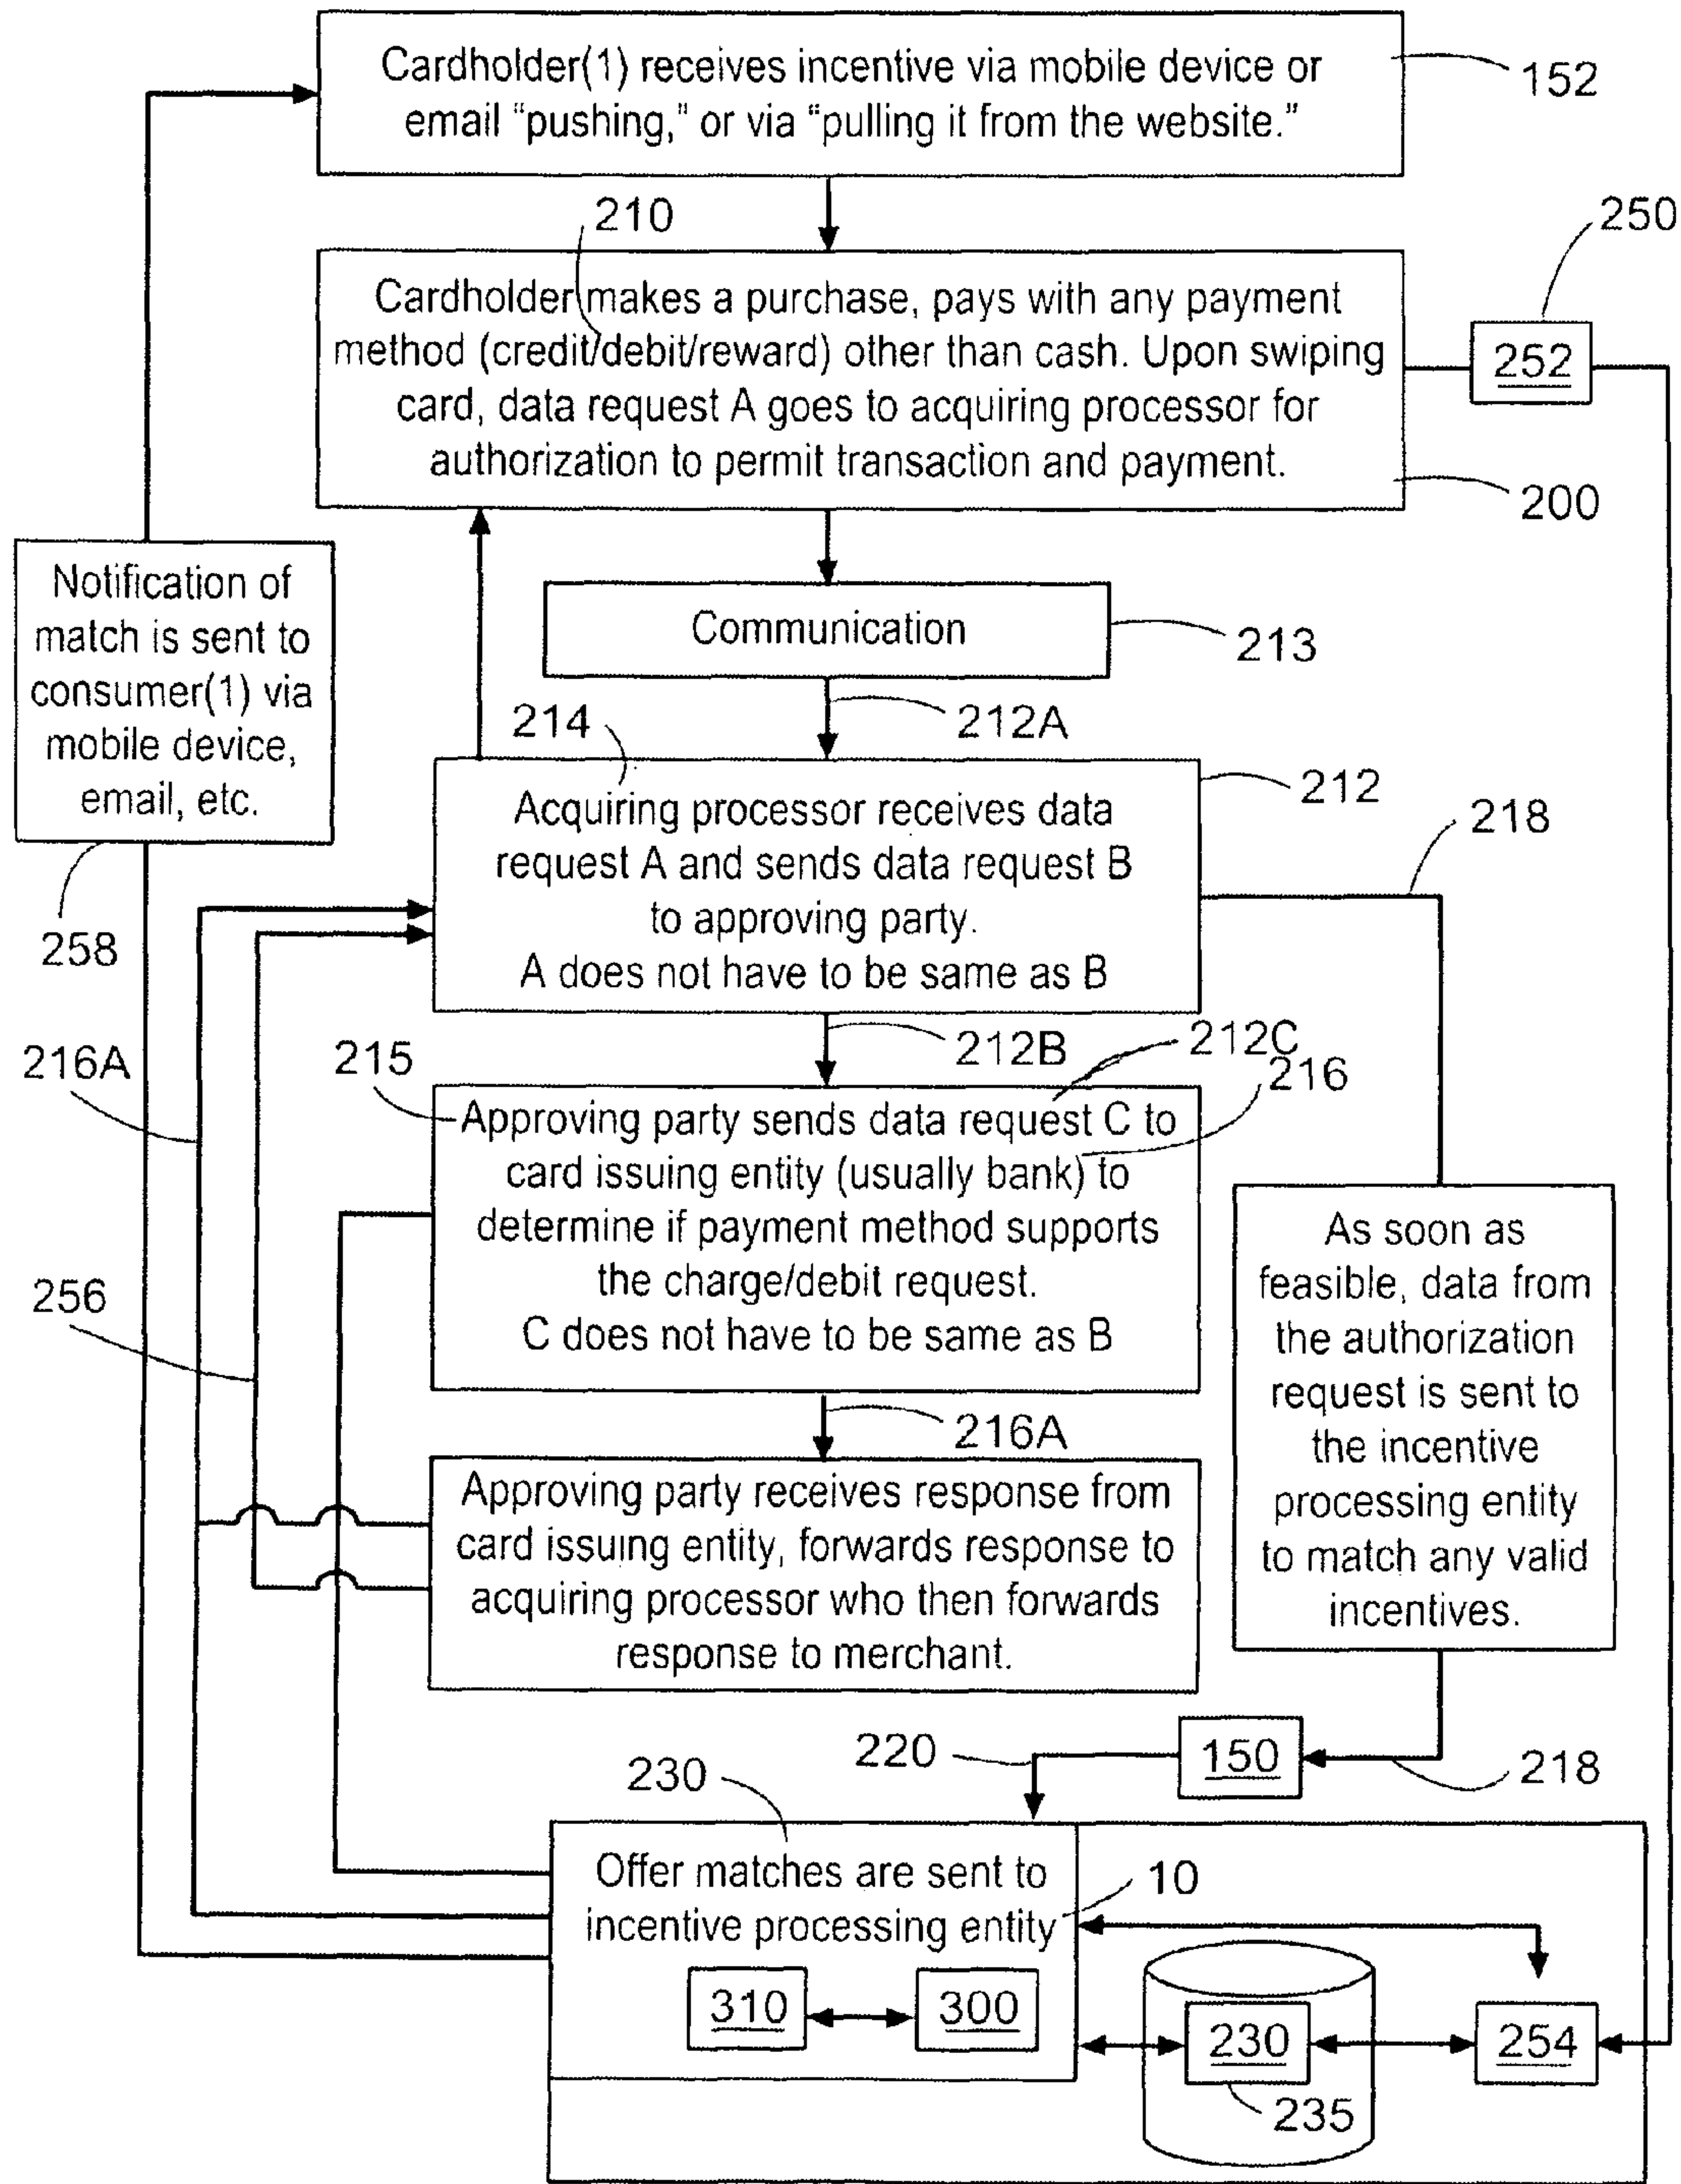 Cardholder(1) receives incentive via mobile device or
email “pushing,” or via “pulling it from the website.”
152
210
250
Cardholder makes a purchase, pays with any payment
method (credit/debit/reward) other than cash. Upon swiping
card, data request A goes to acquiring processor for
authorization to permit transaction and payment.
252
200
Notification of
match is sent to
consumer(1) via
mobile device,
email, etc.
258
Communication
213
212A
214
212
Acquiring processor receives data
request A and sends data request B
to approving party.
A does not have to be same as B
218
212B
212C
216
215
216A
Approving party sends data request C to
card issuing entity (usually bank) to
determine if payment method supports
the charge/debit request.
C does not have to be same as B
256
As soon as
feasible, data from
the authorization
request is sent to
the incentive
processing entity
to match any valid
incentives.
216A
Approving party receives response from
card issuing entity, forwards response to
acquiring processor who then forwards
response to merchant.
220
150
218
230
Offer matches are sent to
incentive processing entity
10
310
300
230
254
235